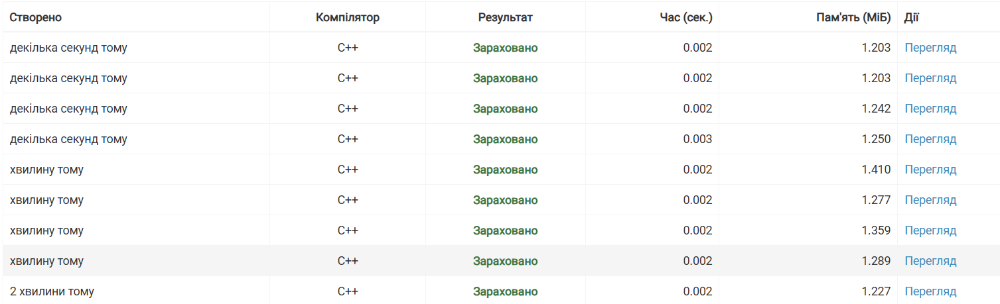 Створено Компілятор Результат Час (сек.) Пам'ять (МіБ) Дії
декілька секунд тому C++ Зараховано 0.002 1.203 Перегляд
декілька секунд тому C++ Зараховано 0.002 1.203 Перегляд
декілька секунд тому C++ Зараховано 0.002 1.242 Перегляд
декілька секунд тому C++ Зараховано 0.003 1.250 Перегляд
хвилину тому C++ Зараховано 0.002 1.410 Перегляд
хвилину тому C++ Зараховано 0.002 1.277 Перегляд
хвилину тому C++ Зараховано 0.002 1.359 Перегляд
хвилину тому C++ Зараховано 0.002 1.289 Перегляд
2 хвилини тому C++ Зараховано 0.002 1.227 Перегляд